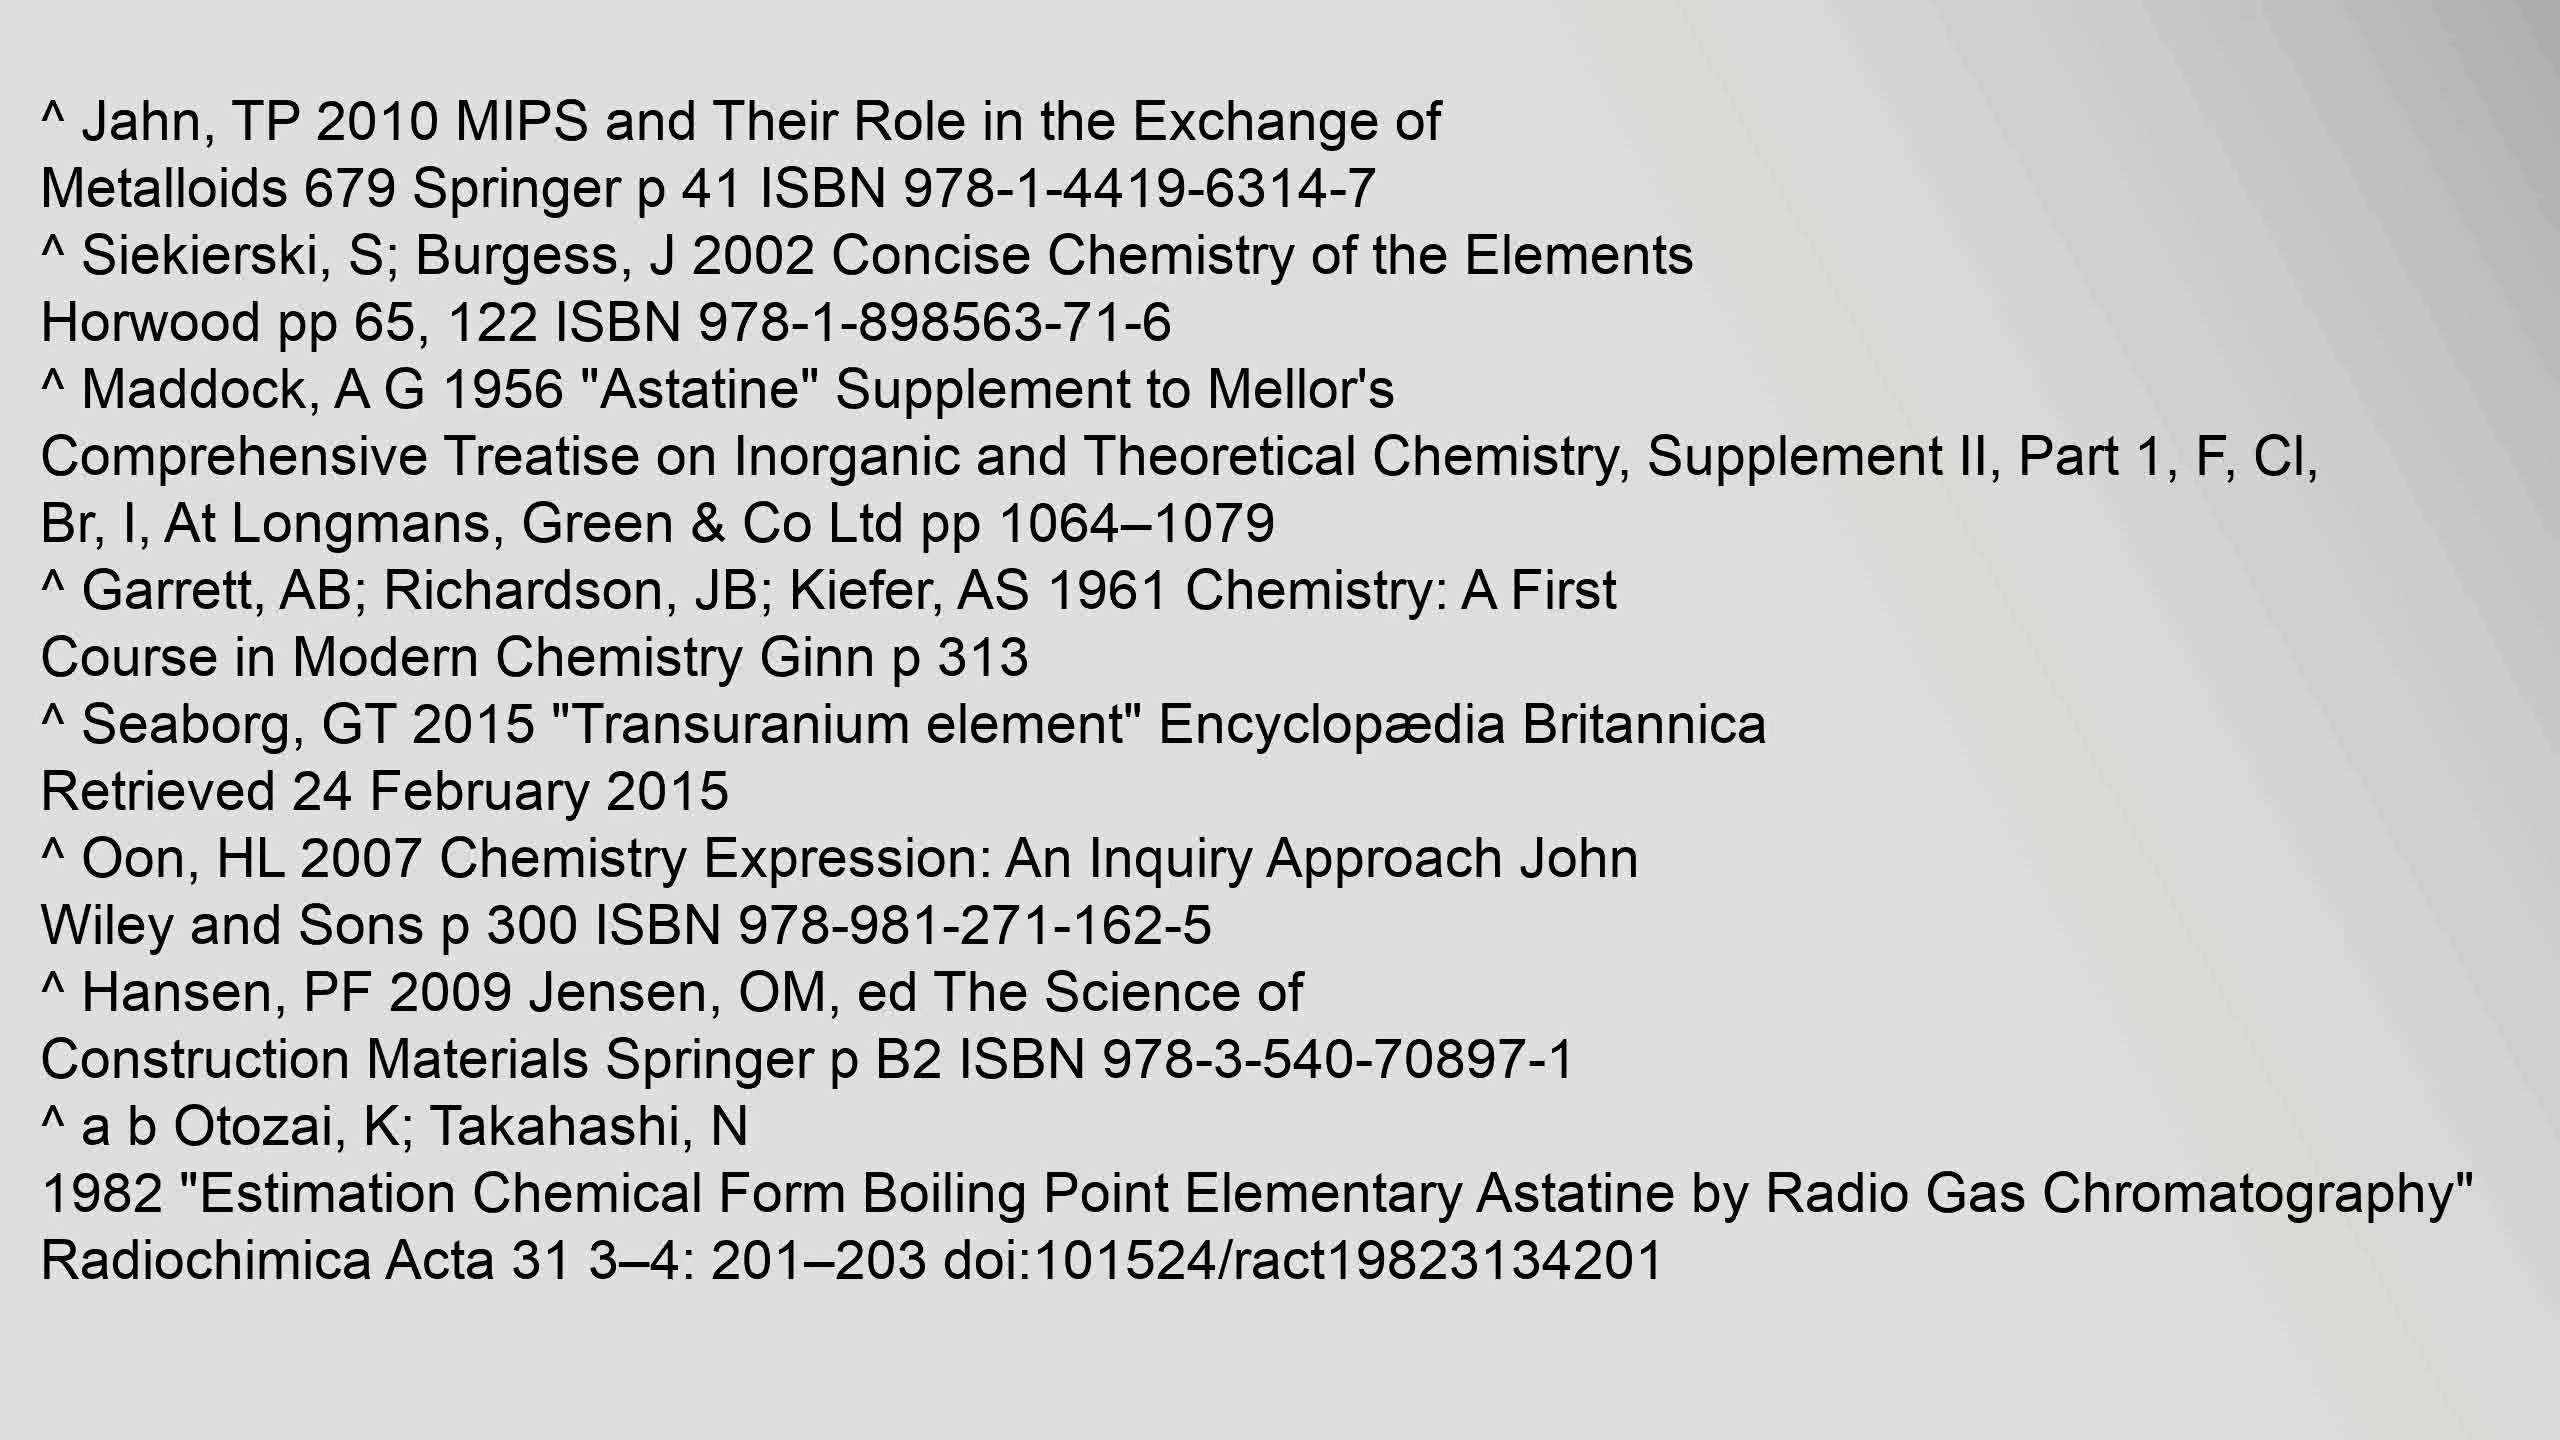 ^ Jahn, TP 2010 MIPS and Their Role in the Exchange of
Metalloids 679 Springer p 41 ISBN 978-1-4419-6314-7
^ Siekierski, S; Burgess, J 2002 Concise Chemistry of the Elements
Horwood pp 65, 122 ISBN 978-1-898563-71-6
^ Maddock, A G 1956 "Astatine" Supplement to Mellor's
Comprehensive Treatise on Inorganic and Theoretical Chemistry, Supplement II, Part 1, F, Cl,
Br, I, At Longmans, Green & Co Ltd pp 1064–1079
^ Garrett, AB; Richardson, JB; Kiefer, AS 1961 Chemistry: A First
Course in Modern Chemistry Ginn p 313
^ Seaborg, GT 2015 "Transuranium element" Encyclopædia Britannica
Retrieved 24 February 2015
^ Oon, HL 2007 Chemistry Expression: An Inquiry Approach John
Wiley and Sons p 300 ISBN 978-981-271-162-5
^ Hansen, PF 2009 Jensen, OM, ed The Science of
Construction Materials Springer p B2 ISBN 978-3-540-70897-1
^ a b Otozai, K; Takahashi, N
1982 "Estimation Chemical Form Boiling Point Elementary Astatine by Radio Gas Chromatography"
Radiochimica Acta 31 3–4: 201–203 doi:101524/ract19823134201